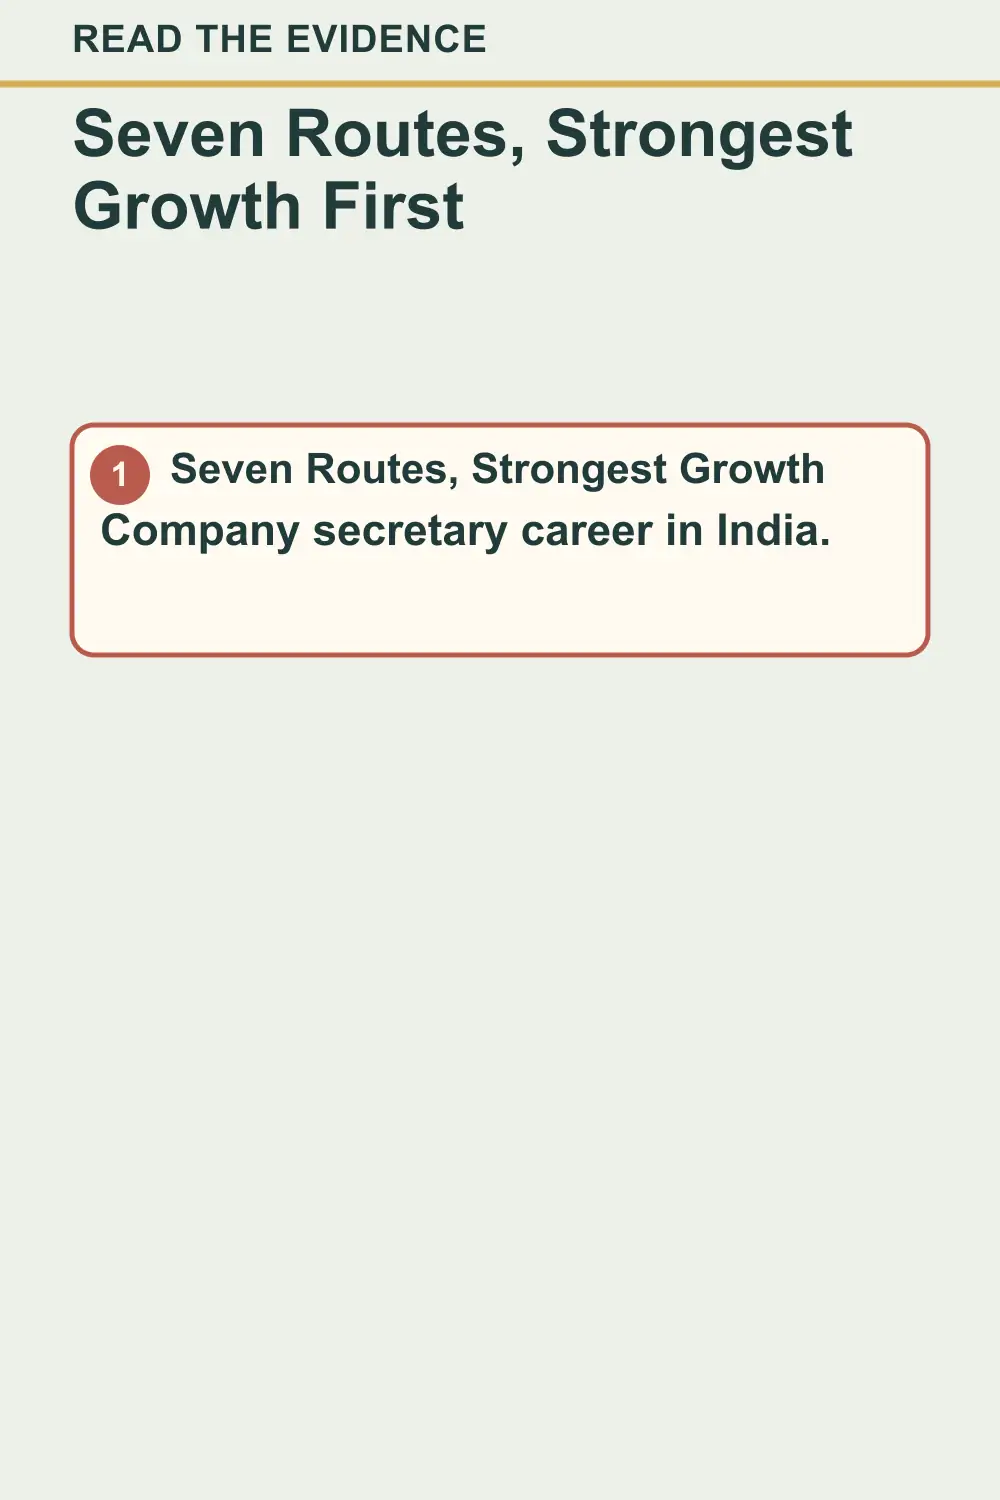 READ THE EVIDENCE
Seven Routes, Strongest
Growth First
1 Seven Routes, Strongest Growth
Company secretary career in India.